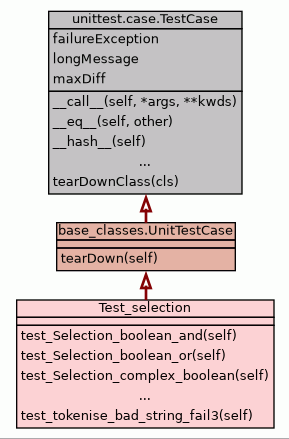 unittest.case.TestCase
failureException
longMessage
maxDiff
__call__(self, *args, **kwds)
__eq__(self, other)
__hash__(self)
...
tearDownClass(cls)
base_classes.UnitTestCase
tearDown(self)
Test_selection
test_Selection_boolean_and(self)
test_Selection_boolean_or(self)
test_Selection_complex_boolean(self)
...
test_tokenise_bad_string_fail3(self)